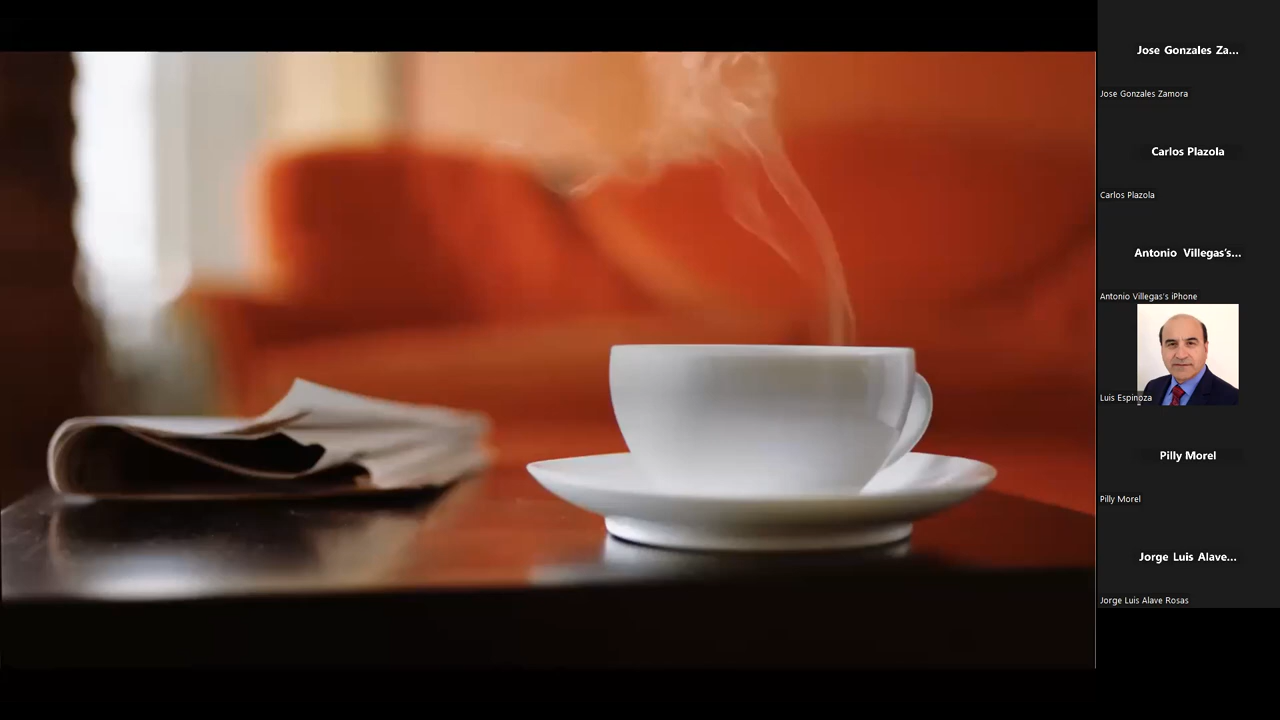 Jose Gonzales Za...
Jose Gonzales Zamora
Carlos Plazola
Carlos Plazola
Antonio Villegas's...
Antonio Villegas's iPhone
Luis Espinoza
Pilly Morel
Pilly Morel
Jorge Luis Alave...
Jorge Luis Alave Rosas